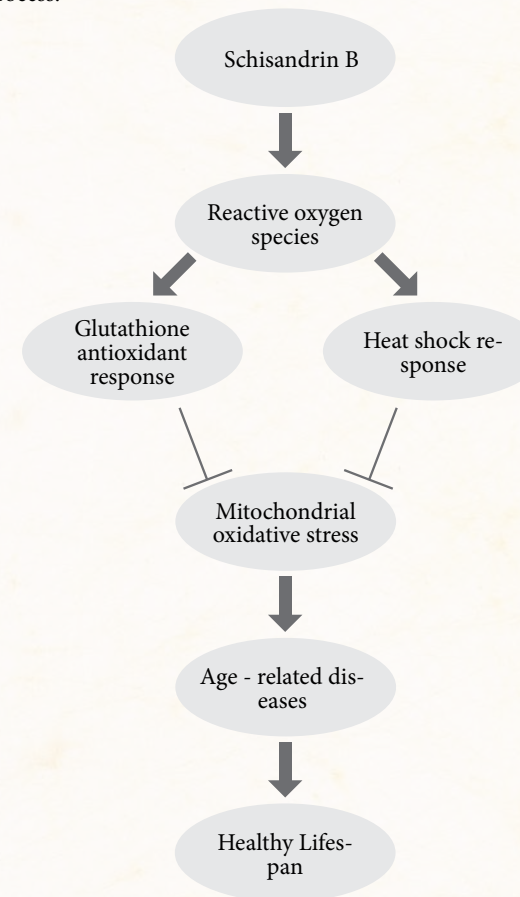 Schisandrin B
Reactive oxygen
species
Glutathione
antioxidant
response
Heat shock re-
sponse
Mitochondrial
oxidative stress
Age - related dis-
eases
Healthy Lifes-
pan